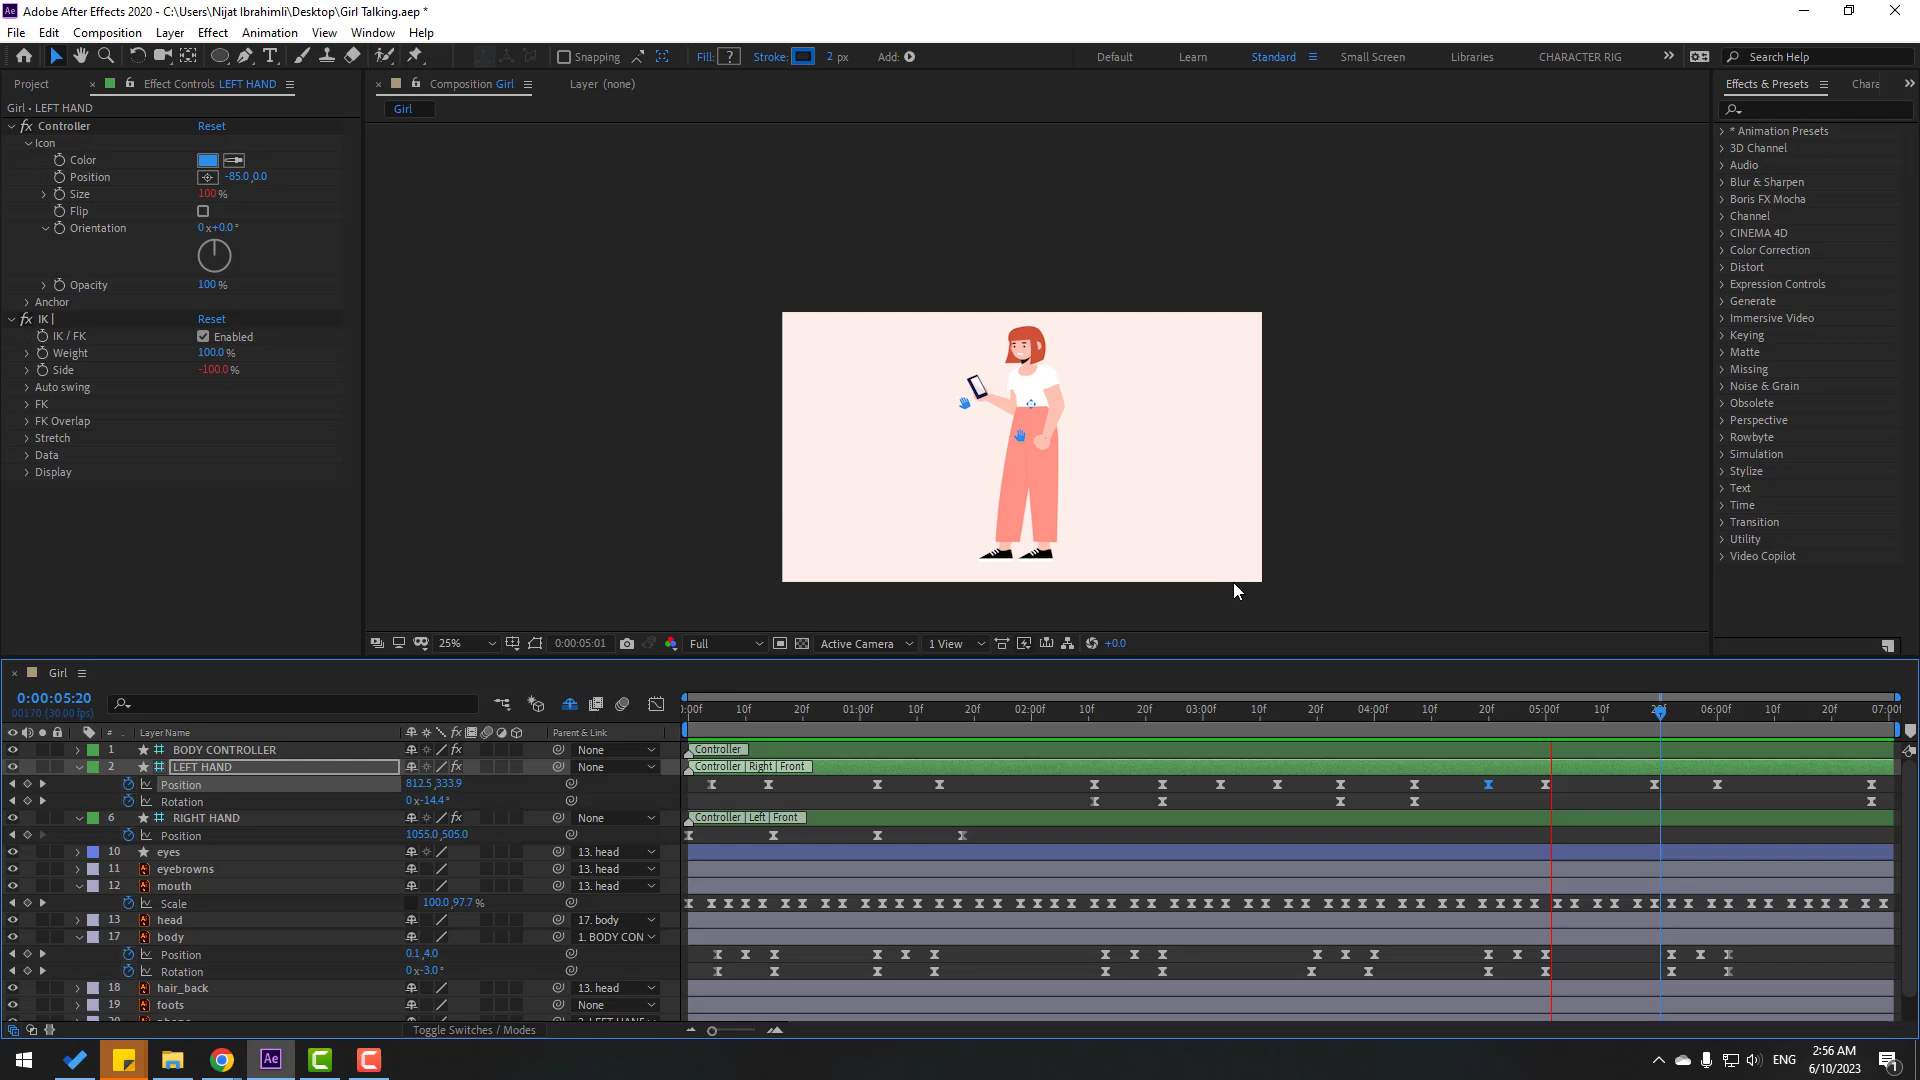 Ae Adobe After Effects 2020 - C:\Users\Nijat Ibrahimli\Desktop\Girl Talking.aep *
File Edit Composition Layer Effect Animation View Window Help
Snapping Fill: ? Stroke: 2 px Add: Default Learn Standard Small Screen Libraries CHARACTER RIG Search Help
Project Effect Controls LEFT HAND
Composition Girl Layer (none)
Effects & Presets Chara
Girl • LEFT HAND
Girl
fx Controller Reset
Icon
Color
Position -85.0,0.0
Size 100 %
Flip
Orientation 0 x+0.0 °
Opacity 100 %
Anchor
fx IK | Reset
IK / FK Enabled
Weight 100.0 %
Side -100.0 %
Auto swing
FK
FK Overlap
Stretch
Data
Display
* Animation Presets
3D Channel
Audio
Blur & Sharpen
Boris FX Mocha
Channel
CINEMA 4D
Color Correction
Distort
Expression Controls
Generate
Immersive Video
Keying
Matte
Missing
Noise & Grain
Obsolete
Perspective
Rowbyte
Simulation
Stylize
Text
Time
Transition
Utility
Video Copilot
25% 0:00:05:01 Full Active Camera 1 View +0.0
Girl
0:00:05:20
00170 (30.00 fps)
:00f 10f 20f 01:00f 10f 20f 02:00f 10f 20f 03:00f 10f 20f 04:00f 10f 20f 05:00f 10f 20f 06:00f 10f 20f 07:00f
# Layer Name fx Parent & Link
1 BODY CONTROLLER fx None Controller
2 LEFT HAND fx None Controller | Right | Front
Position 812.5,333.9
Rotation 0 x-14.4 °
6 RIGHT HAND fx None Controller | Left | Front
Position 1055.0,505.0
10 eyes 13. head
11 eyebrowns 13. head
12 mouth 13. head
Scale 100.0,97.7 %
13 head 17. body
17 body 1. BODY CON
Position 0.1,4.0
Rotation 0 x-3.0 °
18 hair_back 13. head
19 foots None
Toggle Switches / Modes
Ae ENG 2:56 AM
6/10/2023
1